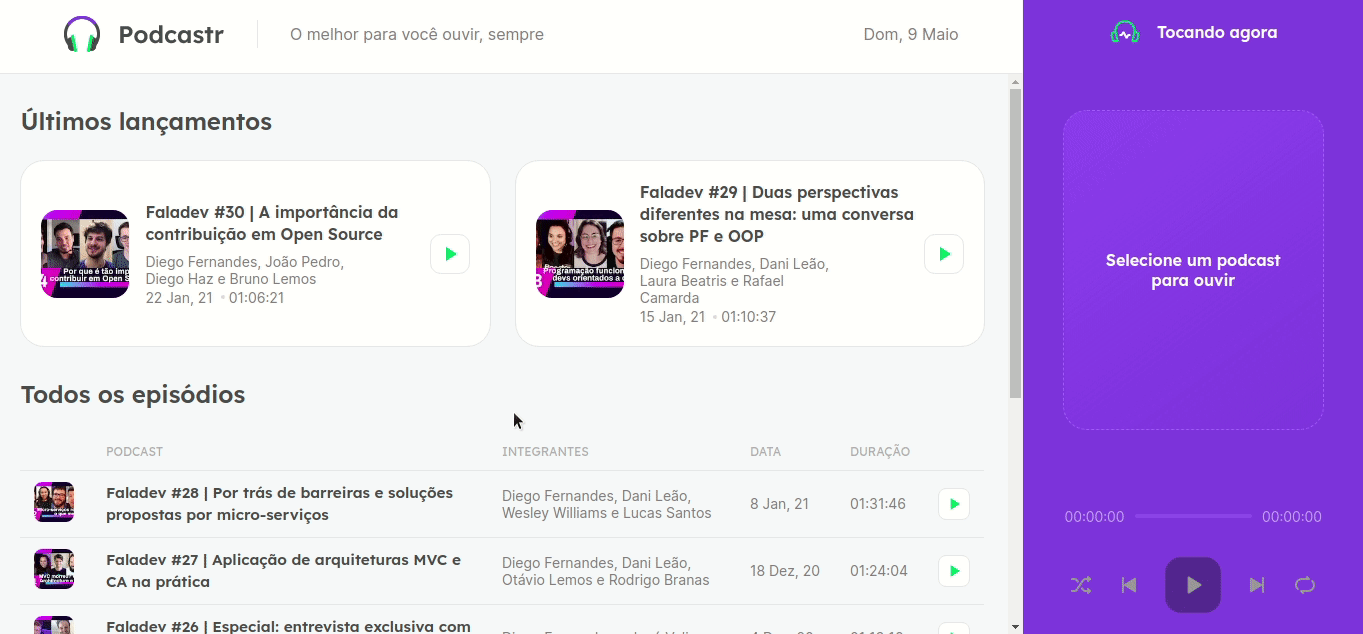 Podcastr
O melhor para você ouvir, sempre
Dom, 9 Maio
Tocando agora
Últimos lançamentos
Faladev #30 | A importância da
contribuição em Open Source
Diego Fernandes, João Pedro,
Diego Haz e Bruno Lemos
22 Jan, 21 • 01:06:21
Por que é tão imp
contribuir em Open S
Faladev #29 | Duas perspectivas
diferentes na mesa: uma conversa
sobre PF e OOP
Diego Fernandes, Dani Leão,
Laura Beatris e Rafael
Camarda
15 Jan, 21 • 01:10:37
Programação funcion
devs orientados a o
Selecione um podcast
para ouvir
Todos os episódios
PODCAST
INTEGRANTES
DATA
DURAÇÃO
Faladev #28 | Por trás de barreiras e soluções
propostas por micro-serviços
Diego Fernandes, Dani Leão,
Wesley Williams e Lucas Santos
8 Jan, 21
01:31:46
Faladev #27 | Aplicação de arquiteturas MVC e
CA na prática
Diego Fernandes, Dani Leão,
Otávio Lemos e Rodrigo Branas
18 Dez, 20
01:24:04
Faladev #26 | Especial: entrevista exclusiva com
00:00:00
00:00:00